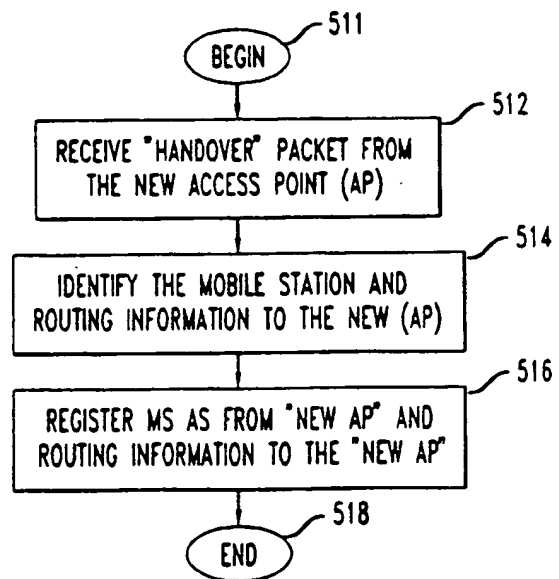 511
BEGIN
512
RECEIVE "HANDOVER" PACKET FROM
THE NEW ACCESS POINT (AP)
514
IDENTIFY THE MOBILE STATION AND
ROUTING INFORMATION TO THE NEW (AP)
516
REGISTER MS AS FROM "NEW AP" AND
ROUTING INFORMATION TO THE "NEW AP"
518
END